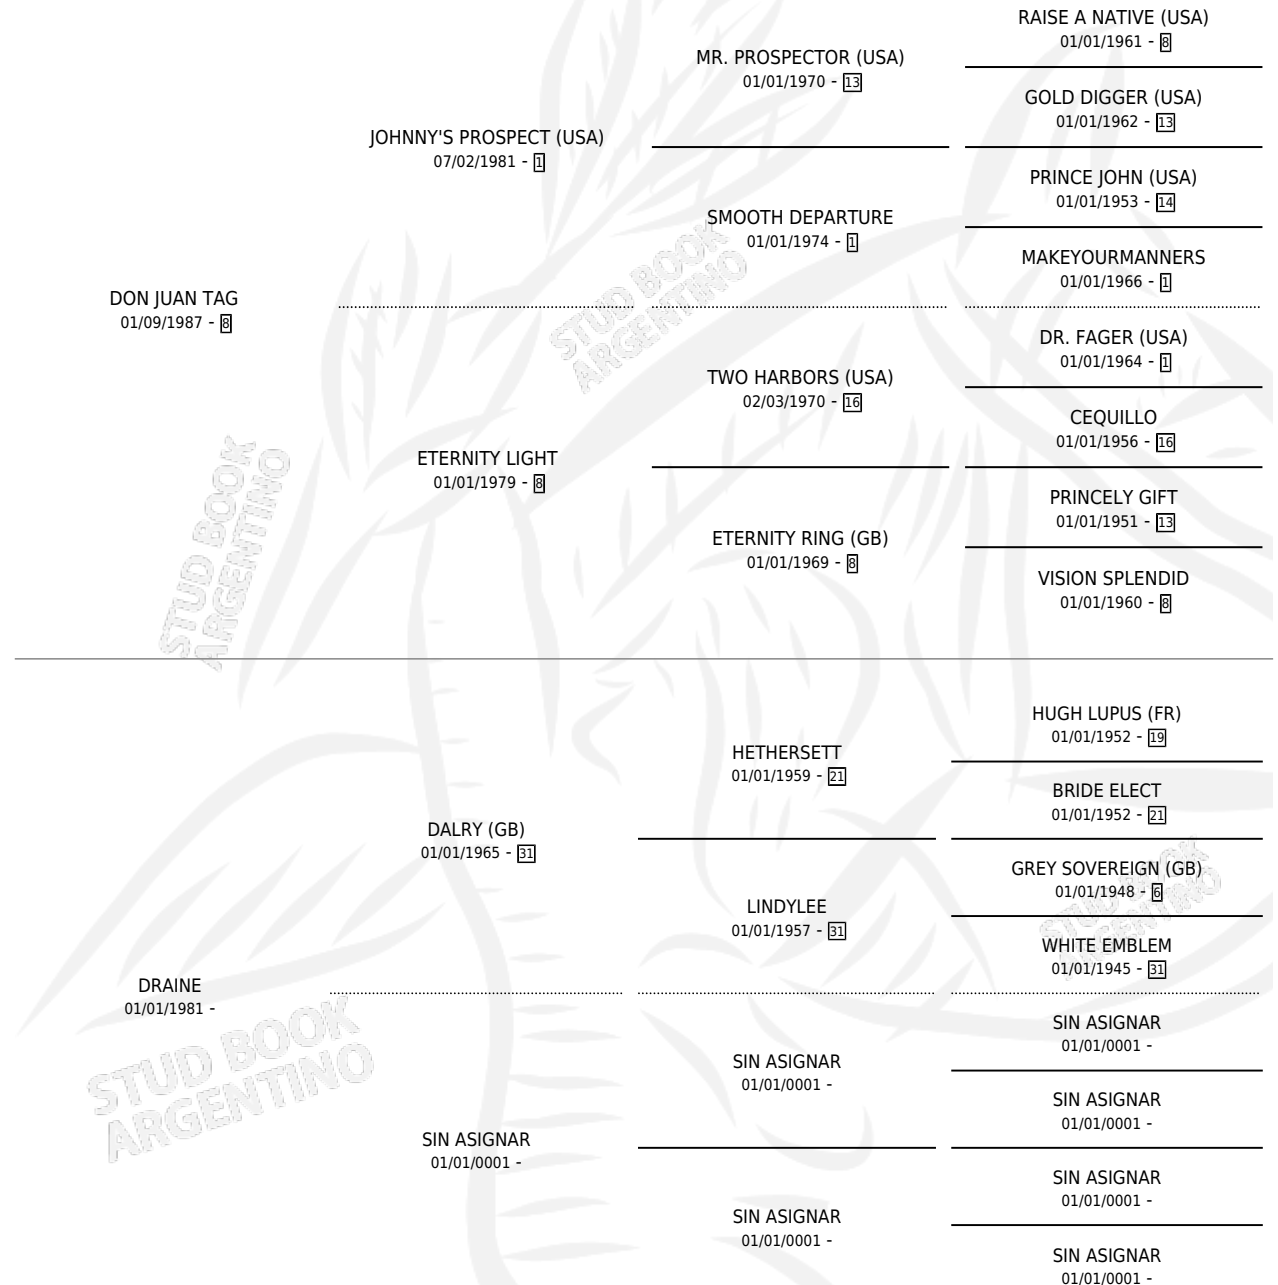 RAISE A NATIVE (USA)
01/01/1961 - 8
MR. PROSPECTOR (USA)
01/01/1970 - 13
GOLD DIGGER (USA)
01/01/1962 - 13
JOHNNY'S PROSPECT (USA)
07/02/1981 - 1
PRINCE JOHN (USA)
01/01/1953 - 14
SMOOTH DEPARTURE
01/01/1974 - 1
MAKEYOURMANNERS
01/01/1966 - 1
DON JUAN TAG
01/09/1987 - 8
DR. FAGER (USA)
01/01/1964 - 1
TWO HARBORS (USA)
02/03/1970 - 16
CEQUILLO
01/01/1956 - 16
ETERNITY LIGHT
01/01/1979 - 8
PRINCELY GIFT
01/01/1951 - 13
ETERNITY RING (GB)
01/01/1969 - 8
VISION SPLENDID
01/01/1960 - 8
STUD BOOK
ARGENTINO
STUD BOOK
ARGENTINO
HUGH LUPUS (FR)
01/01/1952 - 19
HETHERSETT
01/01/1959 - 21
BRIDE ELECT
01/01/1952 - 21
DALRY (GB)
01/01/1965 - 31
GREY SOVEREIGN (GB)
01/01/1948 - 6
LINDYLEE
01/01/1957 - 31
WHITE EMBLEM
01/01/1945 - 31
STUD BOOK
ARGENTINO
DRAINE
01/01/1981 -
SIN ASIGNAR
01/01/0001 -
SIN ASIGNAR
01/01/0001 -
SIN ASIGNAR
01/01/0001 -
SIN ASIGNAR
01/01/0001 -
SIN ASIGNAR
01/01/0001 -
SIN ASIGNAR
01/01/0001 -
SIN ASIGNAR
01/01/0001 -
STUD BOOK
ARGENTINO